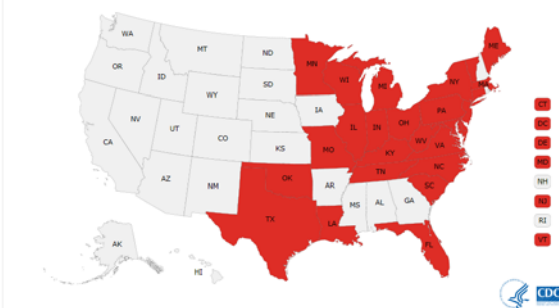 WA
MT
ND
MN
ME
OR
ID
SD
WI
MI
NY
MA
WY
IA
PA
NE
IL
IN
OH
NV
UT
CO
KS
MO
WV
VA
KY
CA
NC
TN
AZ
NM
OK
AR
SC
MS
AL
GA
TX
LA
FL
AK
HI
CT
DC
DE
MD
NH
NJ
RI
VT
CDC